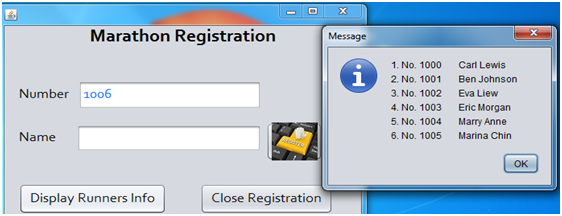 Marathon Registration
Number
1006
Name
Display Runners Info
Close Registration
Message
1. No. 1000 Carl Lewis
2. No. 1001 Ben Johnson
3. No. 1002 Eva Liew
4. No. 1003 Eric Morgan
5. No. 1004 Marry Anne
6. No. 1005 Marina Chin
OK